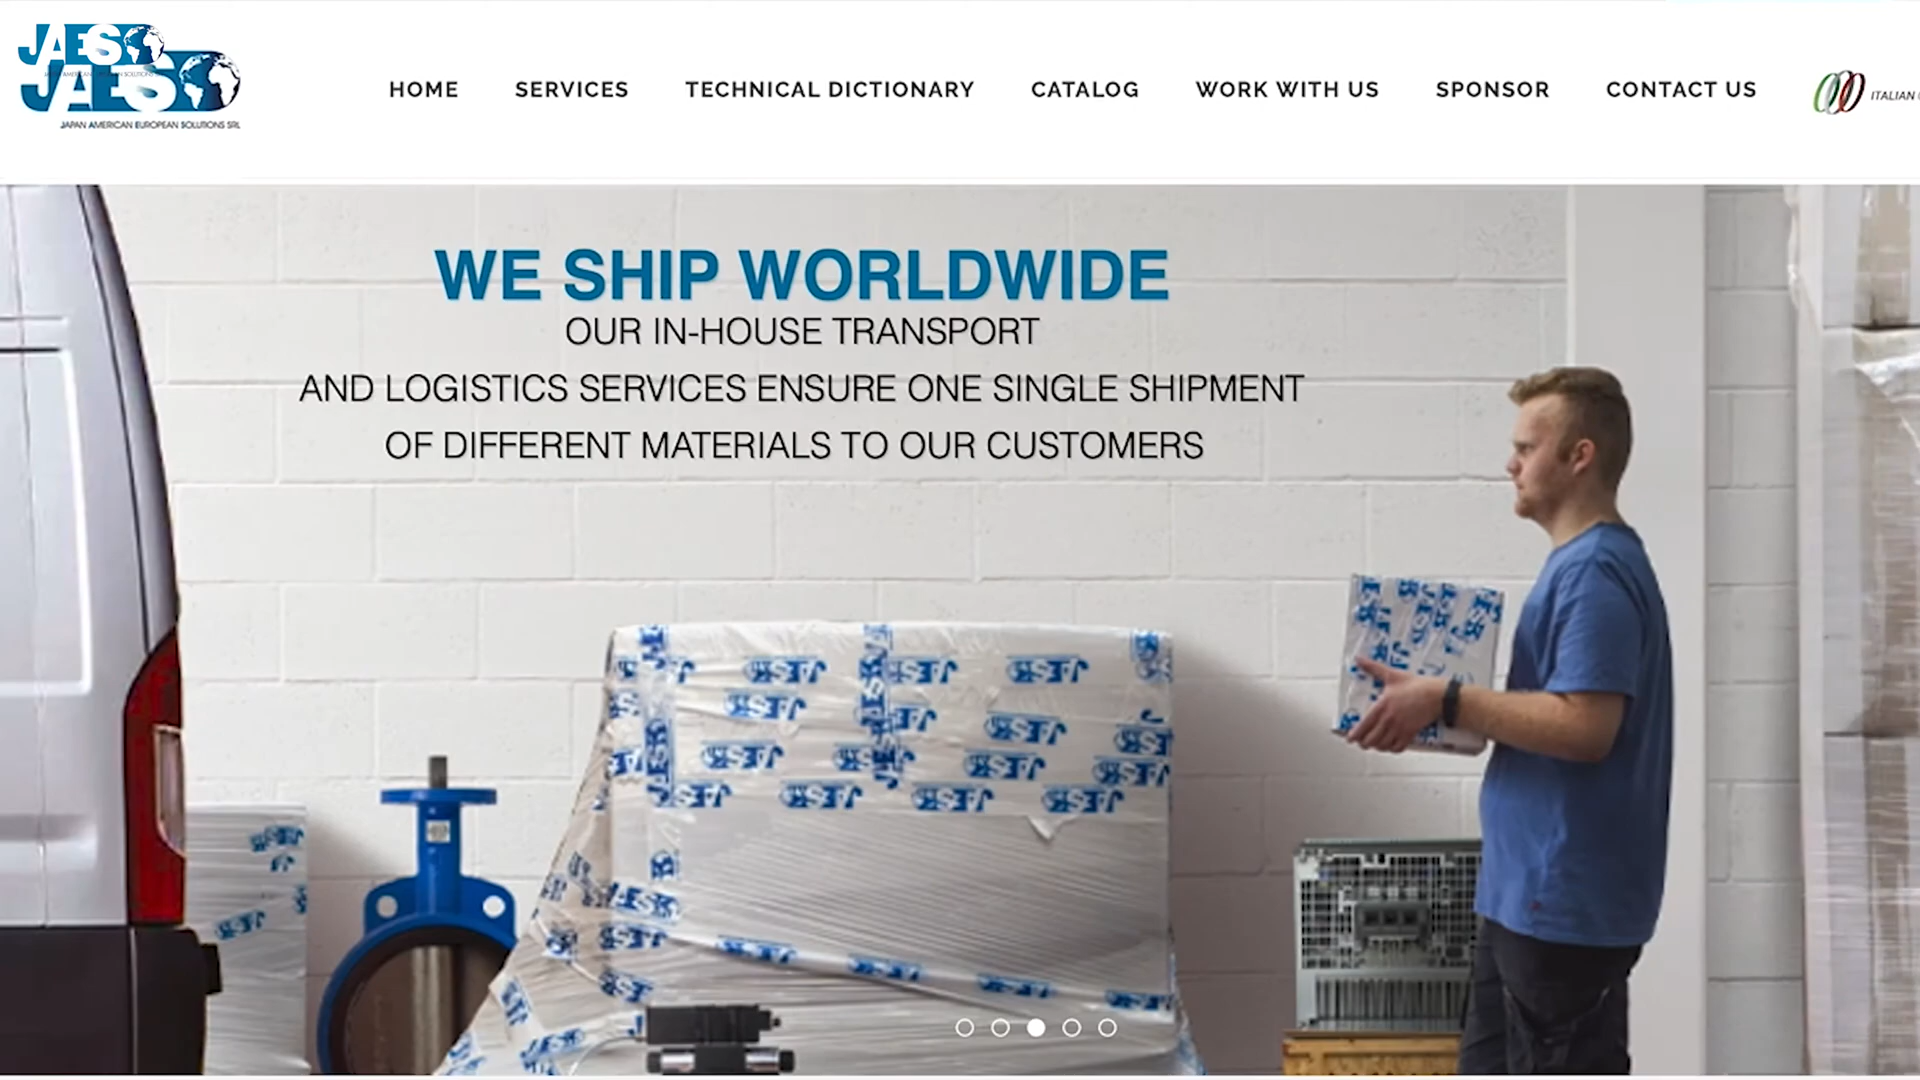 JAES
JAES
JAPAN AMERICAN EUROPEAN SOLUTIONS SRL
HOME
SERVICES
TECHNICAL DICTIONARY
CATALOG
WORK WITH US
SPONSOR
CONTACT US
ITALIAN
WE SHIP WORLDWIDE
OUR IN-HOUSE TRANSPORT
AND LOGISTICS SERVICES ENSURE ONE SINGLE SHIPMENT
OF DIFFERENT MATERIALS TO OUR CUSTOMERS